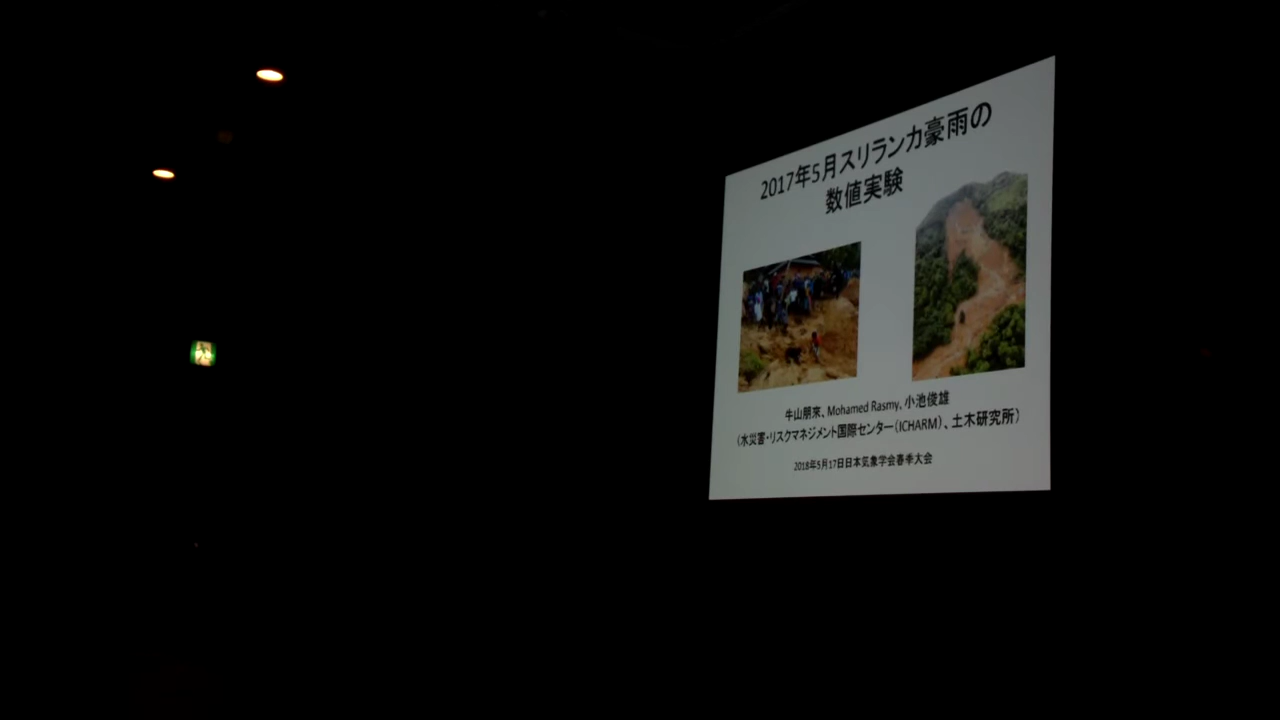 2017年5月スリランカ豪雨の
数値実験
牛山朋來、Mohamed Rasmy、小池俊雄
（水災害・リスクマネジメント国際センター（ICHARM）、土木研究所）
2018年5月17日日本気象学会春季大会